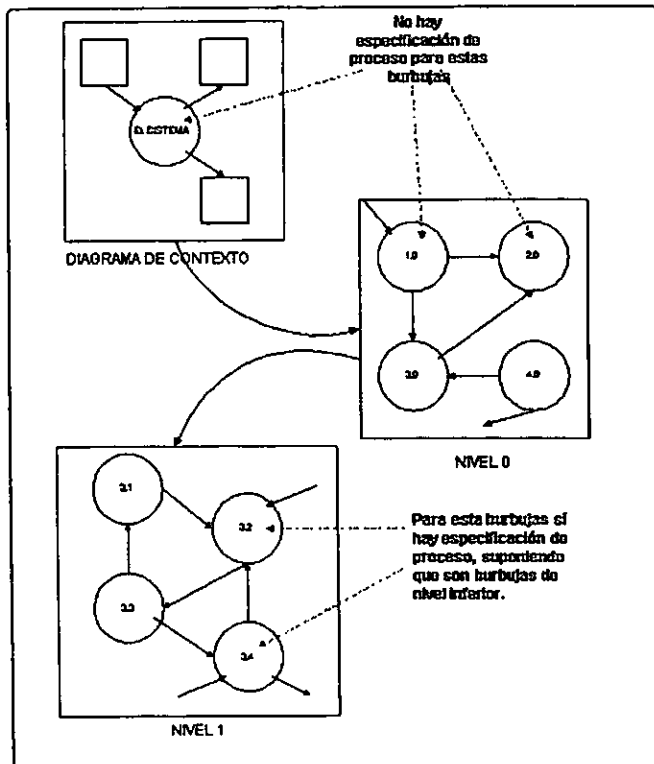 No hay
especificación de
proceso para estas
burbujas
EL SISTEMA
DIAGRAMA DE CONTEXTO
1.0
2.0
3.0
4.0
NIVEL 0
3.1
3.2
3.3
3.4
NIVEL 1
Para esta burbujas sí
hay especificación de
proceso, suponiendo
que son burbujas de
nivel inferior.